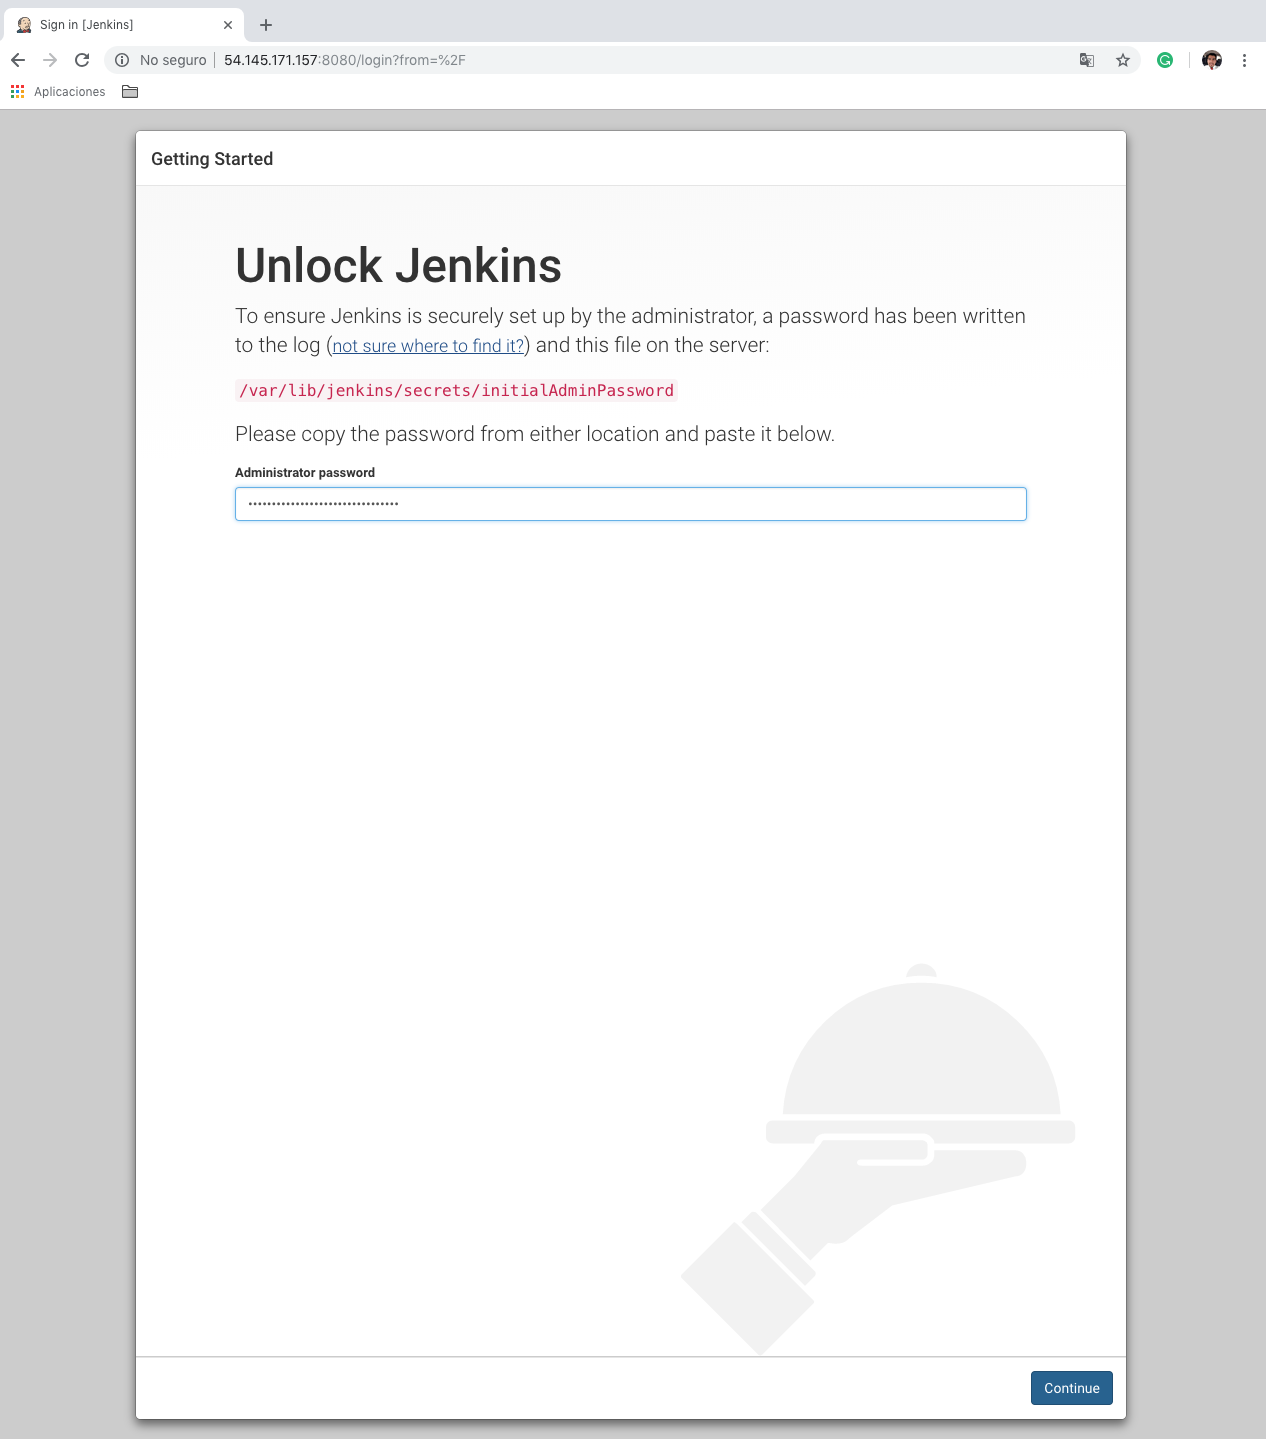 Sign in [Jenkins]
No seguro 54.145.171.157:8080/login?from=%2F
Aplicaciones
Getting Started
Unlock Jenkins
To ensure Jenkins is securely set up by the administrator, a password has been written
to the log (not sure where to find it?) and this file on the server:
/var/lib/jenkins/secrets/initialAdminPassword
Please copy the password from either location and paste it below.
Administrator password
Continue